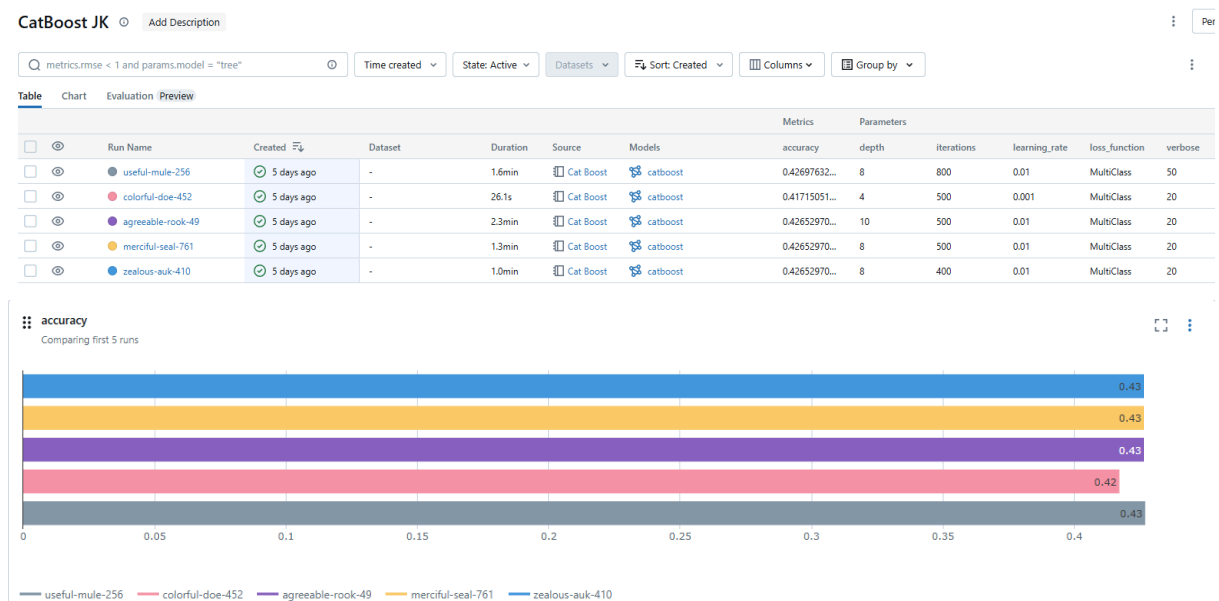 CatBoost JK Add Description
metrics.rmse < 1 and params.model = "tree" Time created State: Active Datasets Sort: Created Columns Group by
Table Chart Evaluation Preview
Metrics Parameters
Run Name Created Dataset Duration Source Models accuracy depth iterations learning_rate loss_function verbose
useful-mule-256 5 days ago - 1.6min Cat Boost catboost 0.42697632... 8 800 0.01 MultiClass 50
colorful-doe-452 5 days ago - 26.1s Cat Boost catboost 0.41715051... 4 500 0.001 MultiClass 20
agreeable-rook-49 5 days ago - 2.3min Cat Boost catboost 0.42652970... 10 500 0.01 MultiClass 20
merciful-seal-761 5 days ago - 1.3min Cat Boost catboost 0.42652970... 8 500 0.01 MultiClass 20
zealous-auk-410 5 days ago - 1.0min Cat Boost catboost 0.42652970... 8 400 0.01 MultiClass 20
accuracy
Comparing first 5 runs
0.43
0.43
0.43
0.42
0.43
0 0.05 0.1 0.15 0.2 0.25 0.3 0.35 0.4
useful-mule-256 colorful-doe-452 agreeable-rook-49 merciful-seal-761 zealous-auk-410